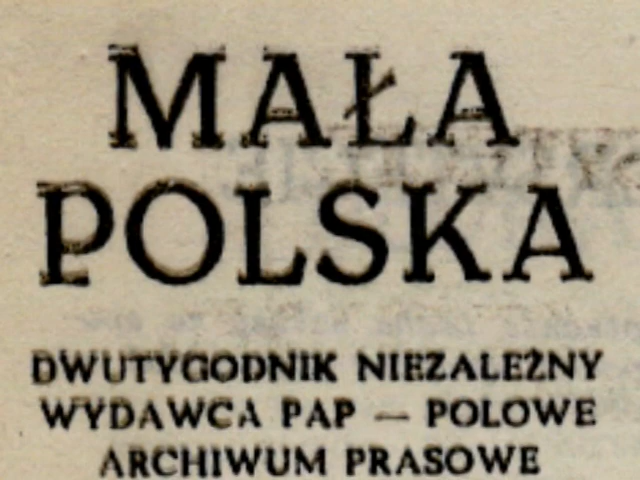 MAŁA
POLSKA
DWUTYGODNIK NIEZALEŻNY
WYDAWCA PAP — POLOWE
ARCHIWUM PRASOWE